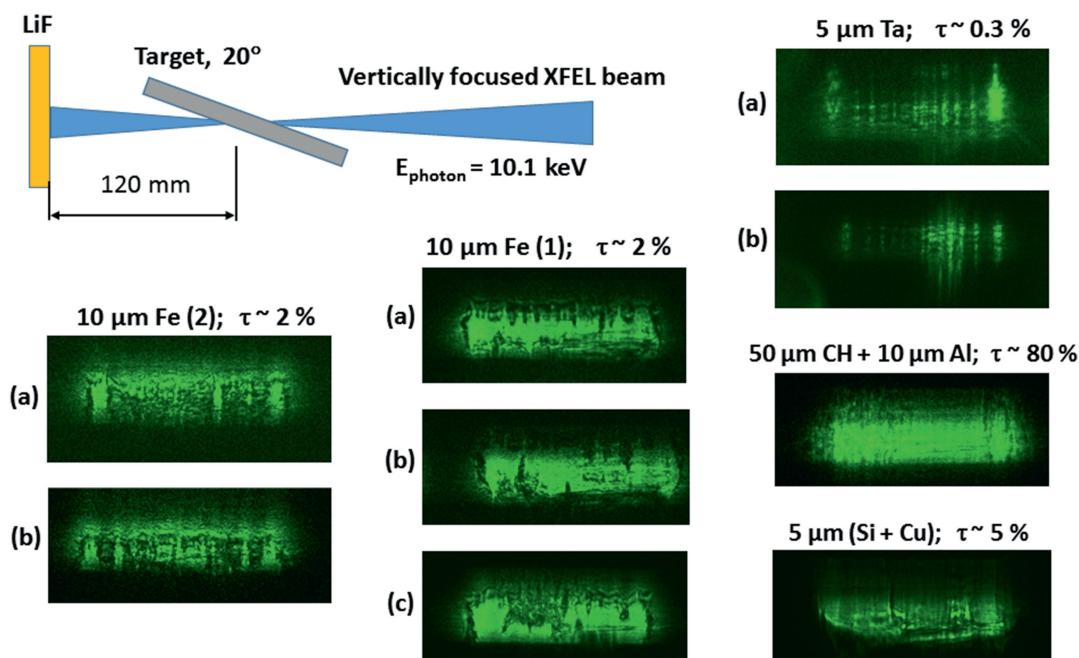 LiF
Target, 20°
Vertically focused XFEL beam
120 mm
E_photon = 10.1 keV
5 µm Ta; τ ~ 0.3 %
(a)
(b)
10 µm Fe (1); τ ~ 2 %
(a)
(b)
(c)
10 µm Fe (2); τ ~ 2 %
(a)
(b)
50 µm CH + 10 µm Al; τ ~ 80 %
5 µm (Si + Cu); τ ~ 5 %